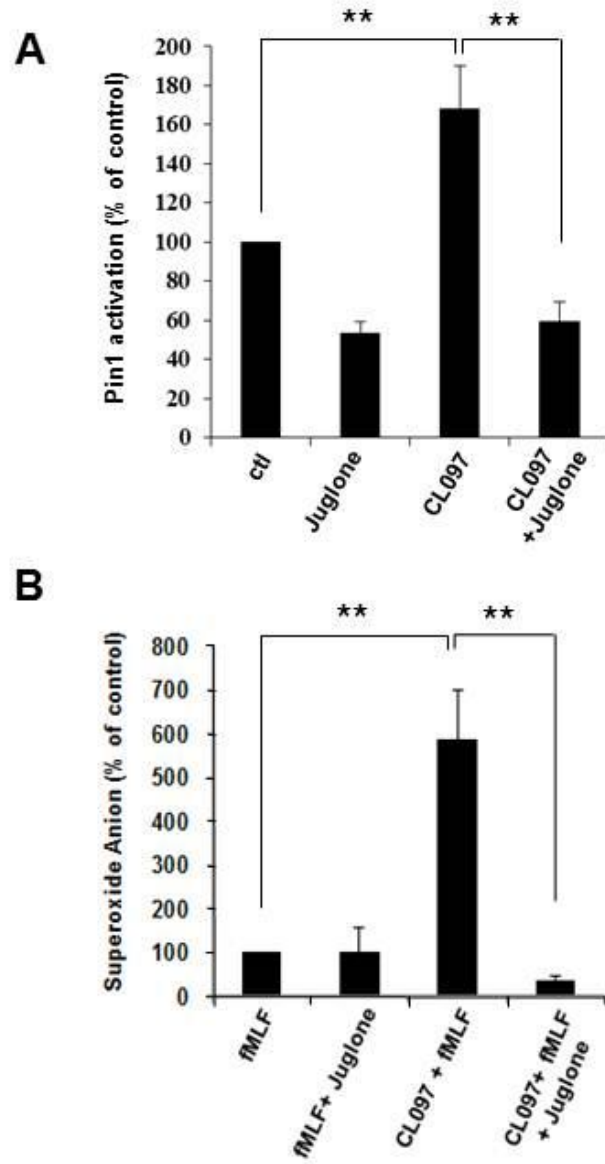 A
** **
Pin1 activation (% of control)
200
180
160
140
120
100
80
60
40
20
0
ctl
Juglone
CL097
CL097
+Juglone
B
** **
Superoxide Anion (% of control)
800
700
600
500
400
300
200
100
0
fMLF
fMLF+ Juglone
CL097 + fMLF
CL097+ fMLF
+ Juglone